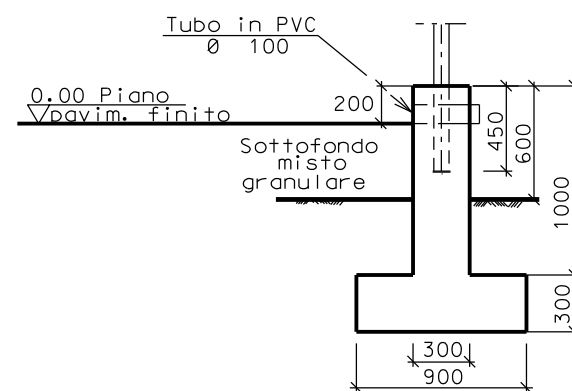 Tubo in PVC
Ø 100
0.00 Piano
pavim. finito
200
Sottofondo
misto
granulare
450
600
1000
300
300
900